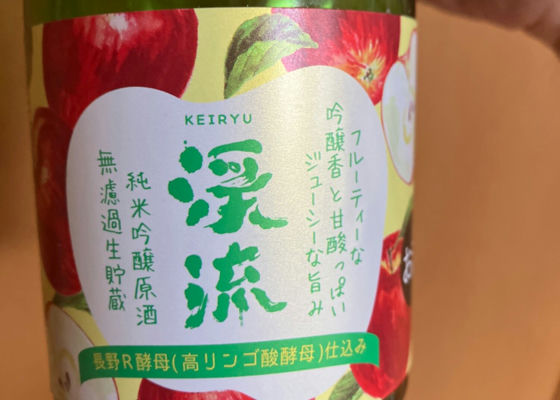 KEIRYU
渓流
フルーティーな
吟醸香と甘酸っぱい
ジューシーな旨み
純米吟醸原酒
無濾過生貯蔵
長野R酵母(高リンゴ酸酵母)仕込み
お